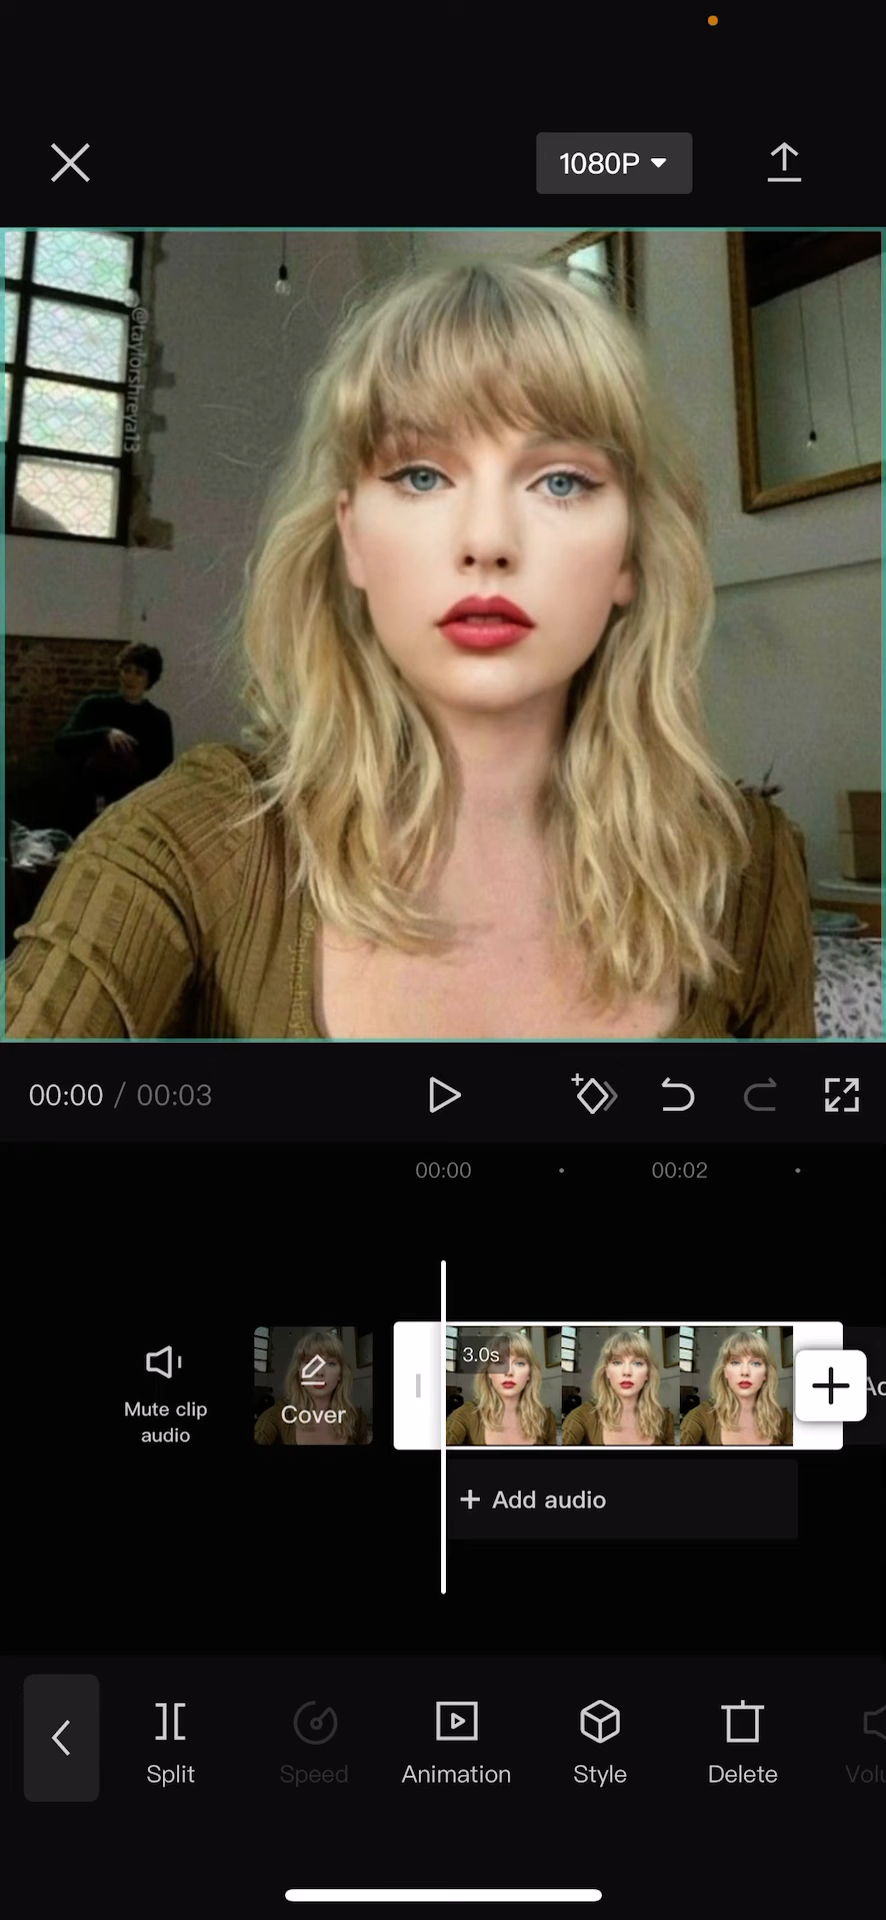 1080P
@taylorshreya13
00:00 / 00:03
00:00
00:02
3.0s
Mute clip
audio
Cover
Add audio
Split
Speed
Animation
Style
Delete